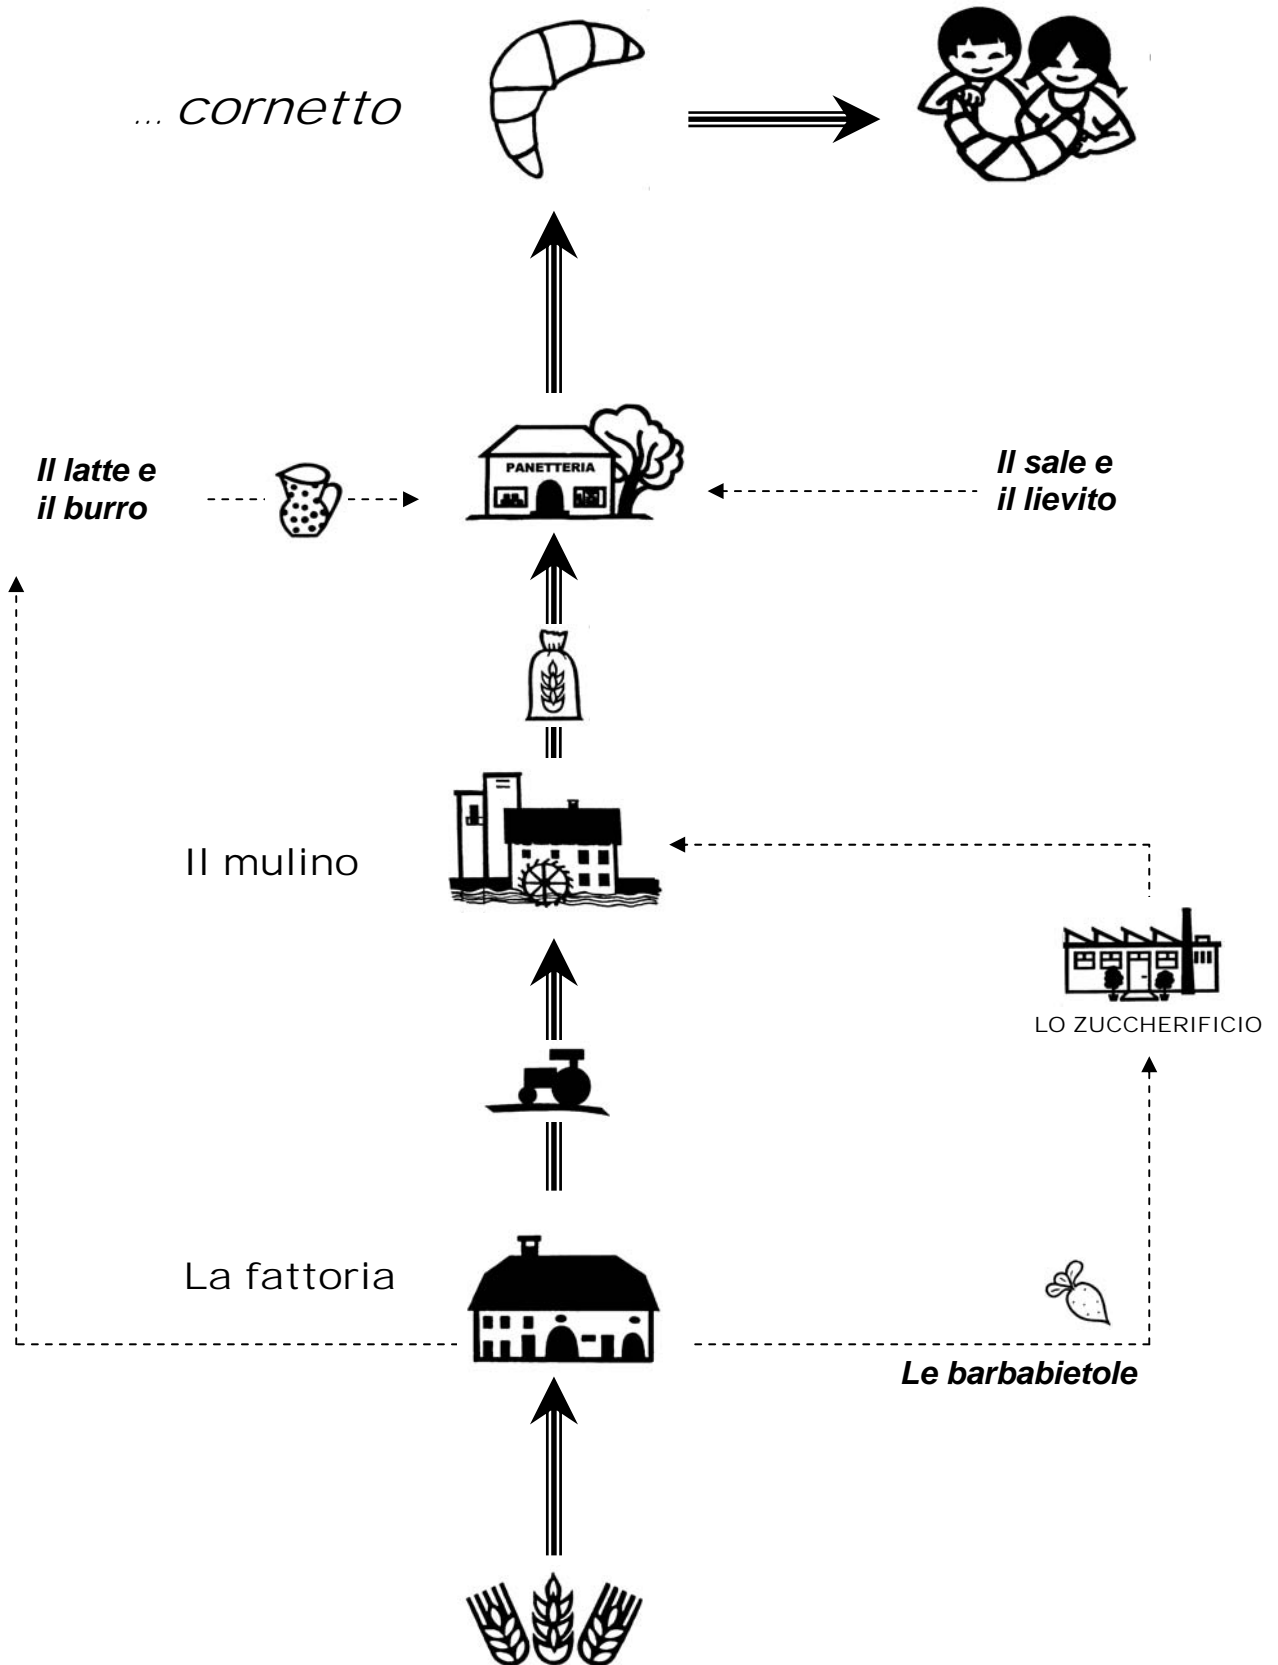 ... cornetto
PANETTERIA
Il latte e
il burro
Il sale e
il lievito
Il mulino
LO ZUCCHERIFICIO
La fattoria
Le barbabietole